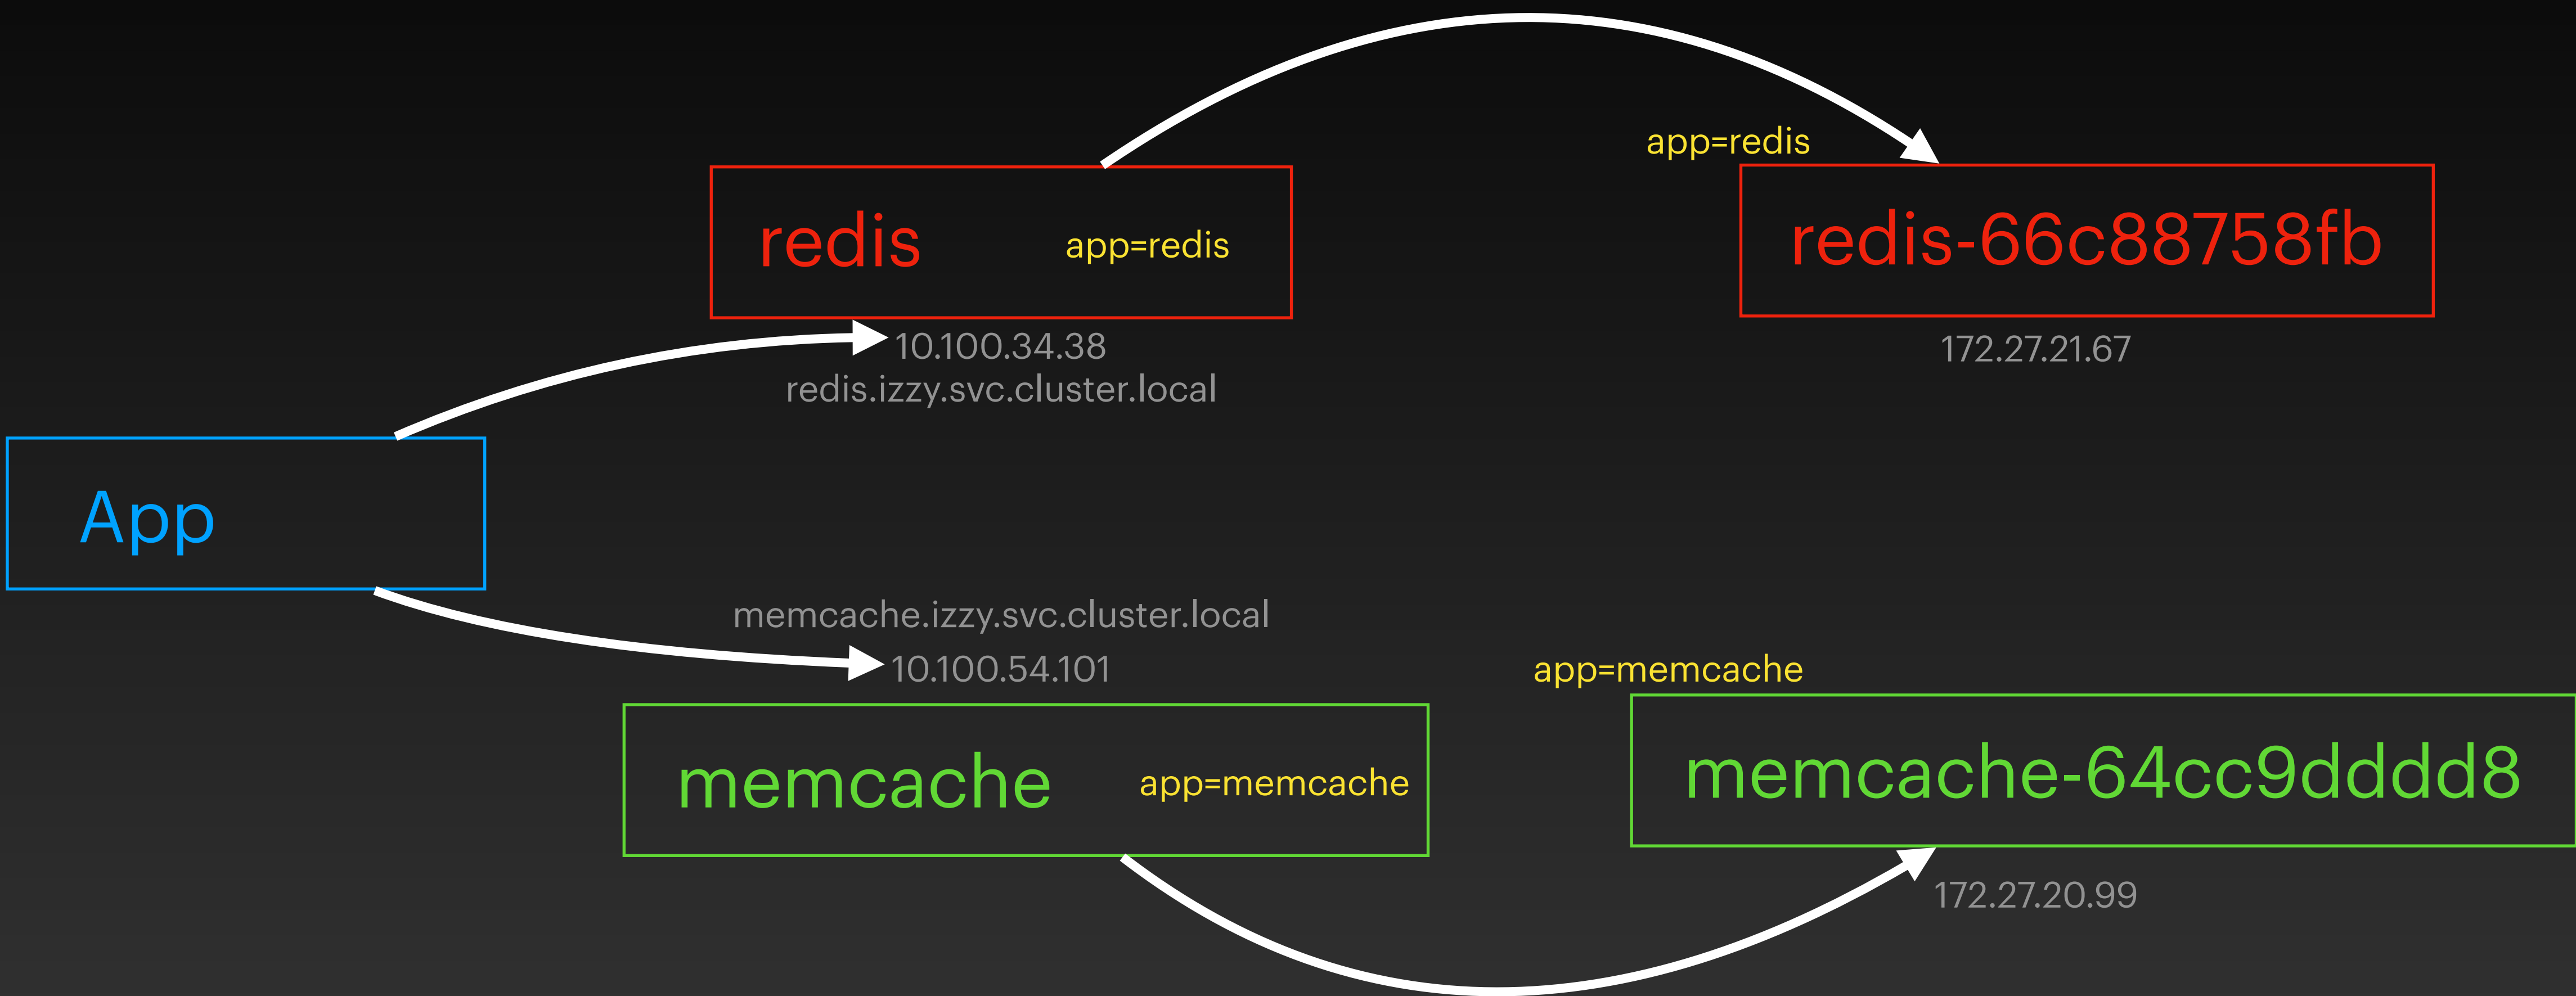 app=redis
redis
app=redis
redis-66c88758fb
10.100.34.38
172.27.21.67
redis.izzy.svc.cluster.local
App
memcache.izzy.svc.cluster.local
10.100.54.101
app=memcache
memcache
app=memcache
memcache-64cc9dddd8
172.27.20.99